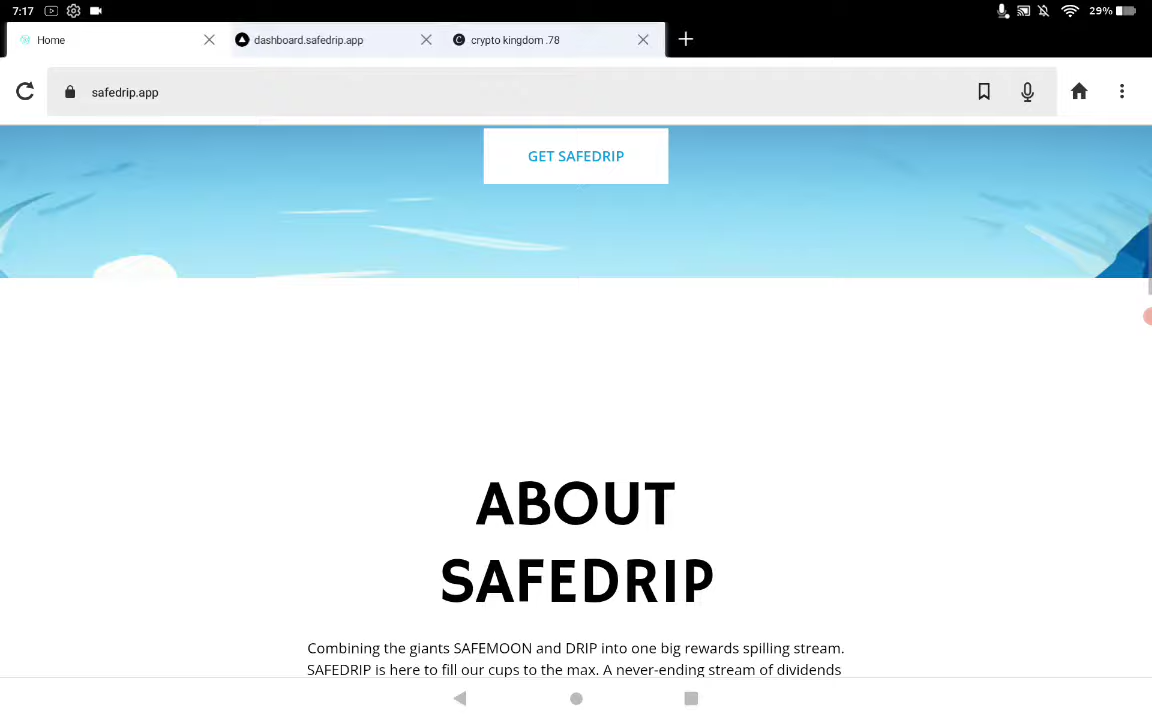 7:17
29%
Home
dashboard.safedrip.app
crypto kingdom .78
safedrip.app
GET SAFEDRIP
ABOUT
SAFEDRIP
Combining the giants SAFEMOON and DRIP into one big rewards spilling stream.
SAFEDRIP is here to fill our cups to the max. A never-ending stream of dividends